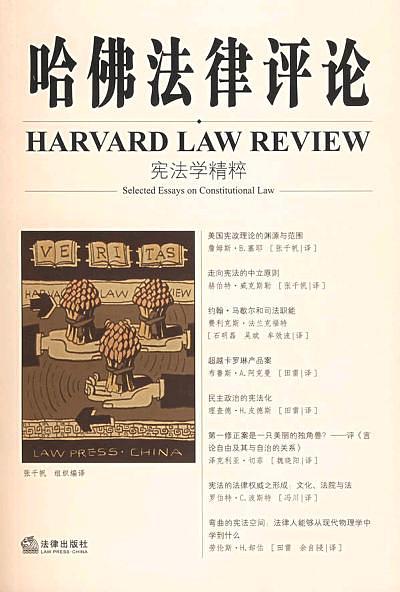 哈佛法律评论
HARVARD LAW REVIEW
宪法学精粹
Selected Essays on Constitutional Law
VE RI TAS
HARVARD LAW REVIEW
LAW PRESS·CHINA
张千帆 组织编译
法律出版社
LAW PRESS·CHINA
美国宪法理论的渊源与范围
詹姆斯·B.塞耶 [张千帆|译]
走向宪法的中立原则
赫伯特·威克斯勒 [张千帆|译]
约翰·马歇尔和司法职能
费利克斯·法兰克福特
[石明磊 吴斌 牟效波|译]
超越卡罗琳产品案
布鲁斯·A.阿克曼 [田雷|译]
民主政治的宪法化
理查德·H.皮德斯 [田雷|译]
第一修正案是一只美丽的独角兽?——评《言
论自由及其与自治的关系》
泽克利亚·切菲 [魏晓阳|译]
宪法的法律权威之形成:文化、法院与法
罗伯特·C.波斯特 [冯川|译]
弯曲的宪法空间:法律人能够从现代物理学中
学到什么
劳伦斯·H.却伯 [田雷 余自骎|译]